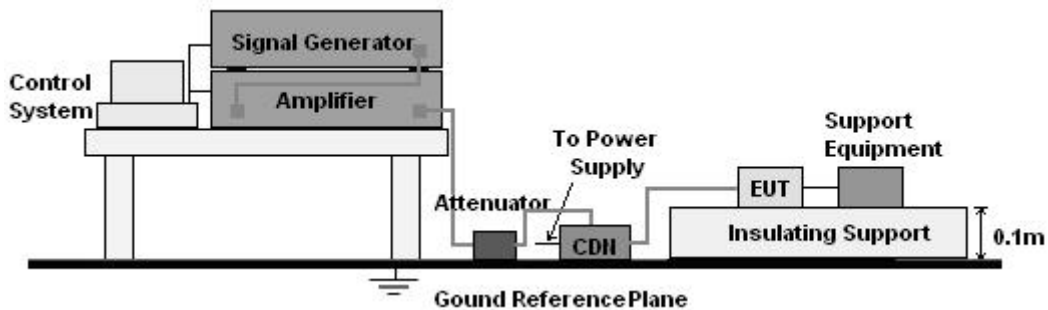 Signal Generator
Control
System
Amplifier
To Power
Supply
Support
Equipment
Attenuator
EUT
CDN
Insulating Support
0.1m
Gound Reference Plane